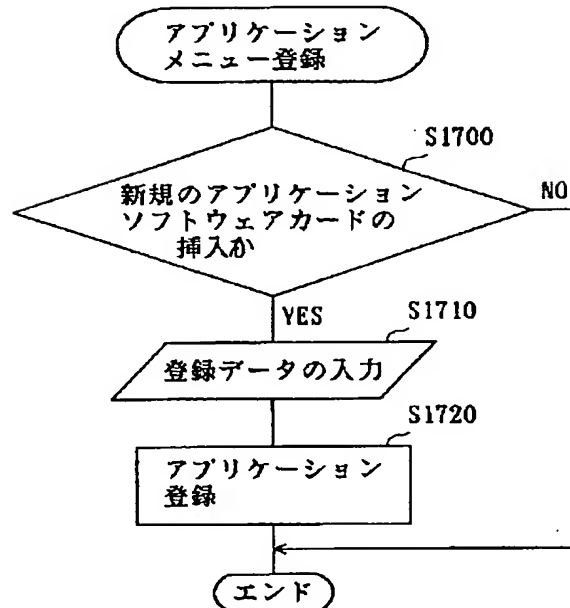 アプリケーション
メニュー登録
S1700
新規のアプリケーション
ソフトウェアカードの
挿入か
NO
YES
S1710
登録データの入力
S1720
アプリケーション
登録
エンド